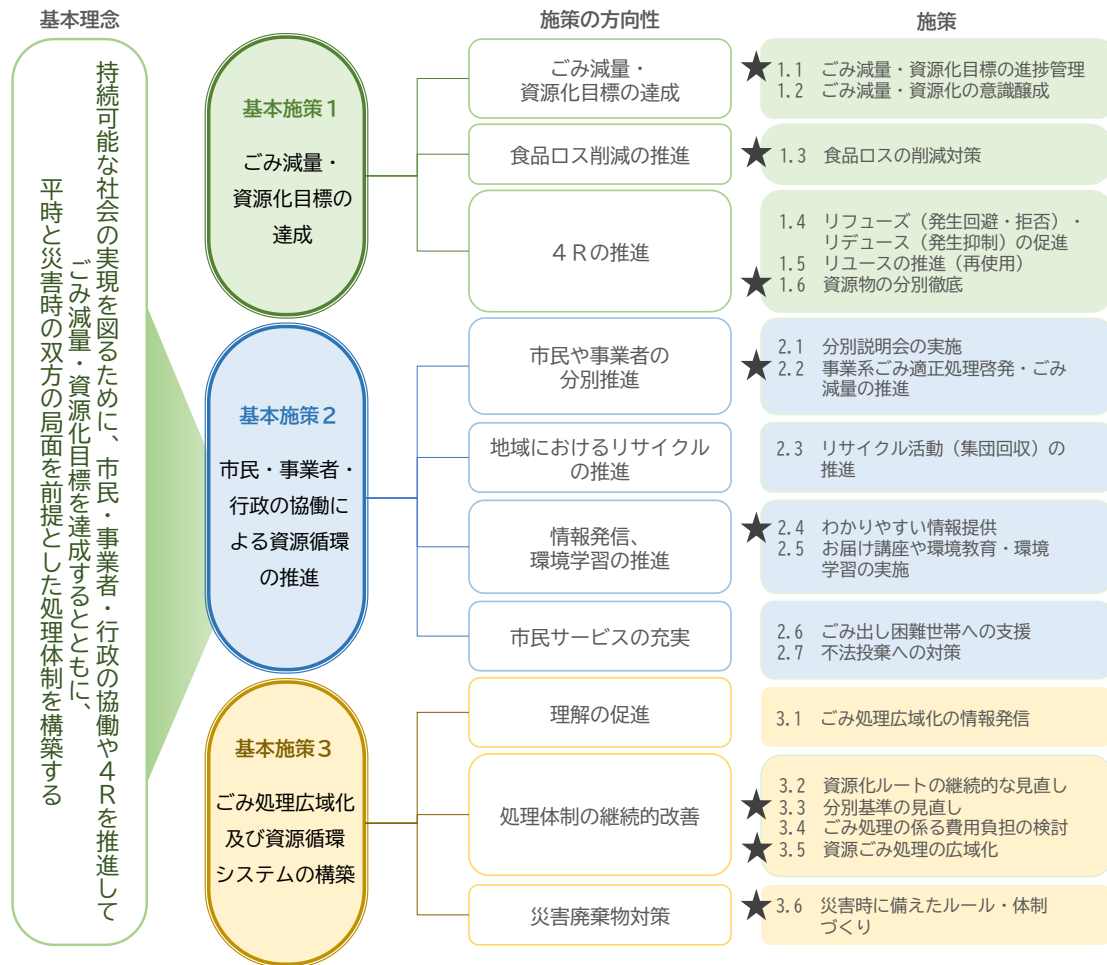 基本理念
施策の方向性
施策
持続可能な社会の実現を図るために、市民・事業者・行政の協働や4Rを推進して
ごみ減量・資源化目標を達成するとともに、
平時と災害時の双方の局面を前提とした処理体制を構築する
基本施策1
ごみ減量・
資源化目標の
達成
ごみ減量・
資源化目標の達成
★
1.1 ごみ減量・資源化目標の進捗管理
1.2 ごみ減量・資源化の意識醸成
食品ロス削減の推進
★
1.3 食品ロスの削減対策
4Rの推進
1.4 リフューズ（発生回避・拒否）・
リデュース（発生抑制）の促進
1.5 リユースの推進（再使用）
★
1.6 資源物の分別徹底
基本施策2
市民・事業者・
行政の協働に
よる資源循環
の推進
市民や事業者の
分別推進
2.1 分別説明会の実施
★
2.2 事業系ごみ適正処理啓発・ごみ
減量の推進
地域におけるリサイクル
の推進
2.3 リサイクル活動（集団回収）の
推進
情報発信、
環境学習の推進
★
2.4 わかりやすい情報提供
2.5 お届け講座や環境教育・環境
学習の実施
市民サービスの充実
2.6 ごみ出し困難世帯への支援
2.7 不法投棄への対策
基本施策3
ごみ処理広域化
及び資源循環
システムの構築
理解の促進
3.1 ごみ処理広域化の情報発信
処理体制の継続的改善
3.2 資源化ルートの継続的な見直し
★
3.3 分別基準の見直し
3.4 ごみ処理の係る費用負担の検討
★
3.5 資源ごみ処理の広域化
災害廃棄物対策
★
3.6 災害時に備えたルール・体制
づくり